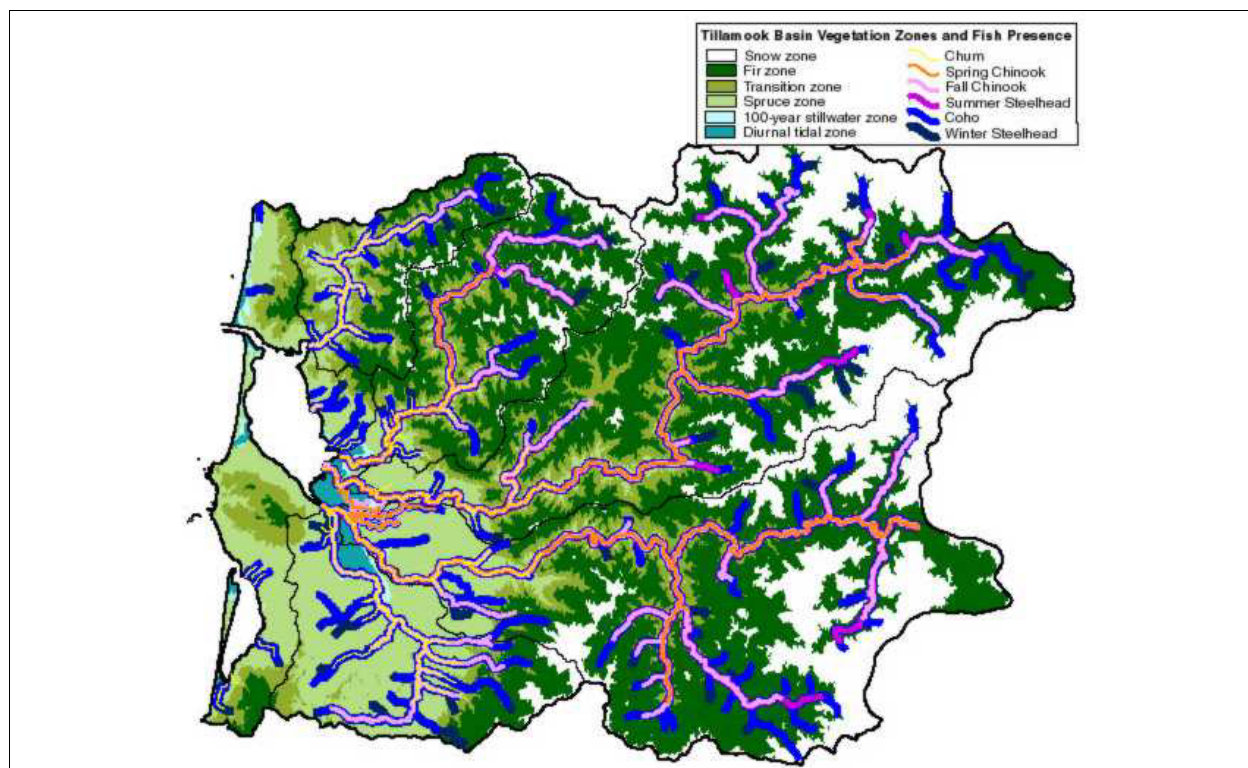 Tillamook Basin Vegetation Zones and Fish Presence
Snow zone
Fir zone
Transition zone
Spruce zone
100-year stillwater zone
Diurnal tidal zone
Chum
Spring Chinook
Fall Chinook
Summer Steelhead
Coho
Winter Steelhead